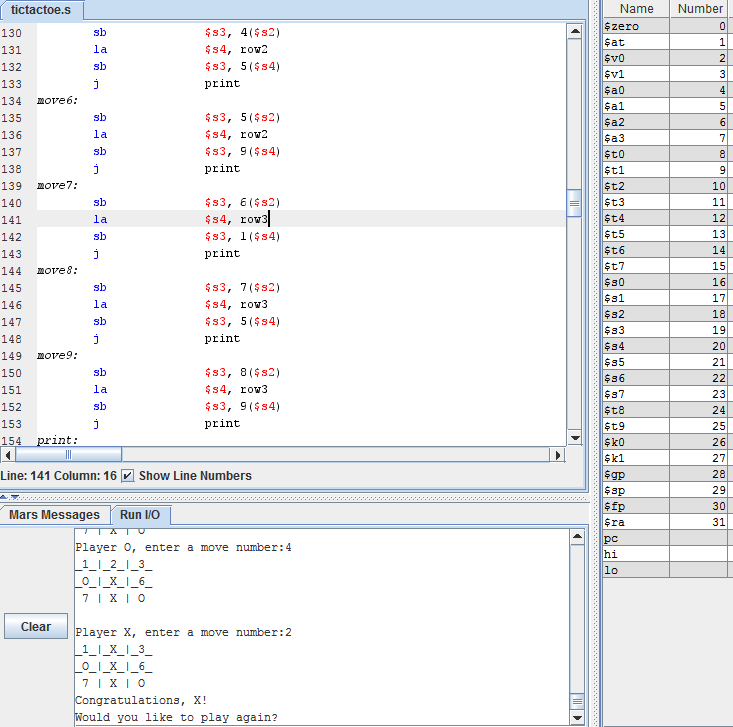 tictactoe.s
130 sb $s3, 4($s2)
131 la $s4, row2
132 sb $s3, 5($s4)
133 j print
134 move6:
135 sb $s3, 5($s2)
136 la $s4, row2
137 sb $s3, 9($s4)
138 j print
139 move7:
140 sb $s3, 6($s2)
141 la $s4, row3
142 sb $s3, 1($s4)
143 j print
144 move8:
145 sb $s3, 7($s2)
146 la $s4, row3
147 sb $s3, 5($s4)
148 j print
149 move9:
150 sb $s3, 8($s2)
151 la $s4, row3
152 sb $s3, 9($s4)
153 j print
154 print:
Line: 141 Column: 16 Show Line Numbers
Mars Messages Run I/O
Clear
7 | X | O
Player O, enter a move number:4
_1_|_2_|_3_
_O_|_X_|_6_
7 | X | O
Player X, enter a move number:2
_1_|_X_|_3_
_O_|_X_|_6_
7 | X | O
Congratulations, X!
Would you like to play again?
Name Number
$zero 0
$at 1
$v0 2
$v1 3
$a0 4
$a1 5
$a2 6
$a3 7
$t0 8
$t1 9
$t2 10
$t3 11
$t4 12
$t5 13
$t6 14
$t7 15
$s0 16
$s1 17
$s2 18
$s3 19
$s4 20
$s5 21
$s6 22
$s7 23
$t8 24
$t9 25
$k0 26
$k1 27
$gp 28
$sp 29
$fp 30
$ra 31
pc
hi
lo